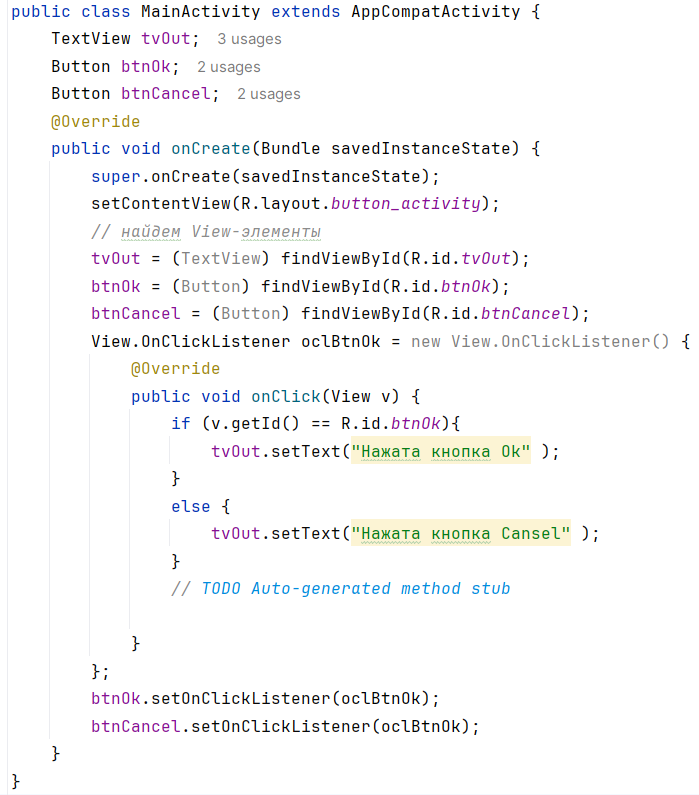 public class MainActivity extends AppCompatActivity {
    TextView tvOut;  3 usages
    Button btnOk;  2 usages
    Button btnCancel;  2 usages
    @Override
    public void onCreate(Bundle savedInstanceState) {
        super.onCreate(savedInstanceState);
        setContentView(R.layout.button_activity);
        // найдем View-элементы
        tvOut = (TextView) findViewById(R.id.tvOut);
        btnOk = (Button) findViewById(R.id.btnOk);
        btnCancel = (Button) findViewById(R.id.btnCancel);
        View.OnClickListener oclBtnOk = new View.OnClickListener() {
            @Override
            public void onClick(View v) {
                if (v.getId() == R.id.btnOk){
                    tvOut.setText("Нажата кнопка Ok" );
                }
                else {
                    tvOut.setText("Нажата кнопка Cansel" );
                }
                // TODO Auto-generated method stub
            }
        };
        btnOk.setOnClickListener(oclBtnOk);
        btnCancel.setOnClickListener(oclBtnOk);
    }
}